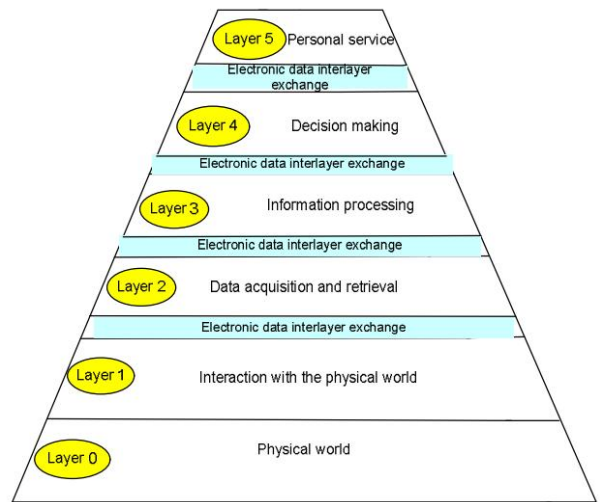 Layer 5 Personal service
Electronic data interlayer
exchange
Layer 4 Decision making
Electronic data interlayer exchange
Layer 3 Information processing
Electronic data interlayer exchange
Layer 2 Data acquisition and retrieval
Electronic data interlayer exchange
Layer 1 Interaction with the physical world
Layer 0 Physical world